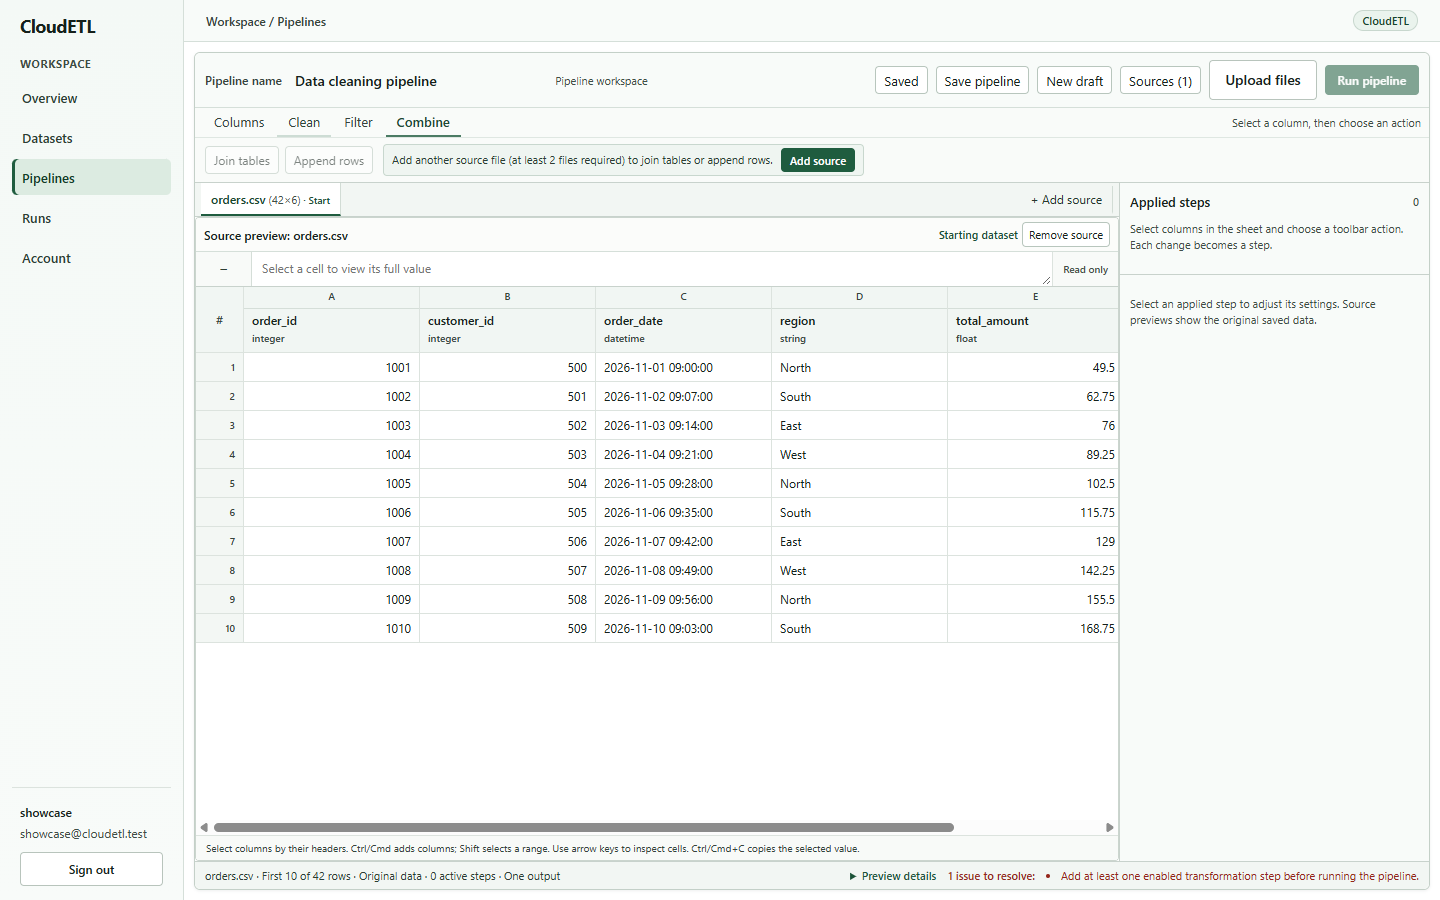 CloudETL
WORKSPACE
Overview
Datasets
Pipelines
Runs
Account
showcase
showcase@cloudetl.test
Sign out
Workspace / Pipelines
CloudETL
Pipeline name Data cleaning pipeline Pipeline workspace Saved Save pipeline New draft Sources (1) Upload files Run pipeline
Columns Clean Filter Combine Select a column, then choose an action
Join tables Append rows Add another source file (at least 2 files required) to join tables or append rows. Add source
orders.csv (42×6) · Start + Add source
Source preview: orders.csv Starting dataset Remove source
– Select a cell to view its full value Read only
A B C D E
# order_id customer_id order_date region total_amount
integer integer datetime string float
1 1001 500 2026-11-01 09:00:00 North 49.5
2 1002 501 2026-11-02 09:07:00 South 62.75
3 1003 502 2026-11-03 09:14:00 East 76
4 1004 503 2026-11-04 09:21:00 West 89.25
5 1005 504 2026-11-05 09:28:00 North 102.5
6 1006 505 2026-11-06 09:35:00 South 115.75
7 1007 506 2026-11-07 09:42:00 East 129
8 1008 507 2026-11-08 09:49:00 West 142.25
9 1009 508 2026-11-09 09:56:00 North 155.5
10 1010 509 2026-11-10 09:03:00 South 168.75
Select columns by their headers. Ctrl/Cmd adds columns; Shift selects a range. Use arrow keys to inspect cells. Ctrl/Cmd+C copies the selected value.
Applied steps 0
Select columns in the sheet and choose a toolbar action.
Each change becomes a step.
Select an applied step to adjust its settings. Source
previews show the original saved data.
orders.csv · First 10 of 42 rows · Original data · 0 active steps · One output ▶ Preview details 1 issue to resolve: • Add at least one enabled transformation step before running the pipeline.